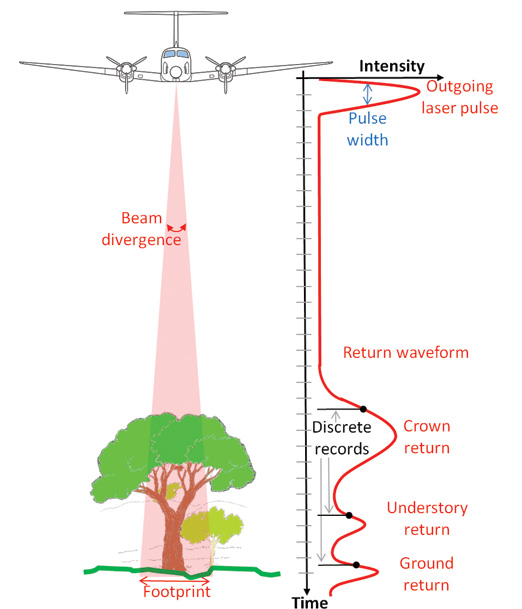 Intensity
Outgoing
laser pulse
Pulse
width
Beam
divergence
Return waveform
Discrete
records
Crown
return
Understory
return
Ground
return
Footprint
Time